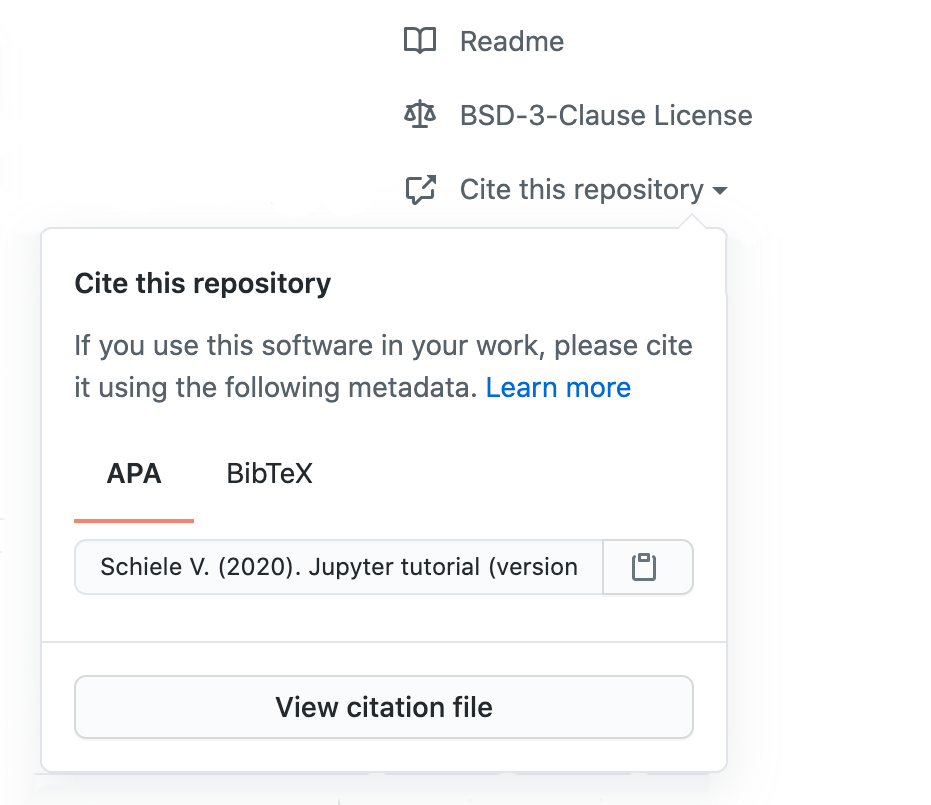 Readme
BSD-3-Clause License
Cite this repository
Cite this repository
If you use this software in your work, please cite
it using the following metadata. Learn more
APA BibTeX
Schiele V. (2020). Jupyter tutorial (version
View citation file